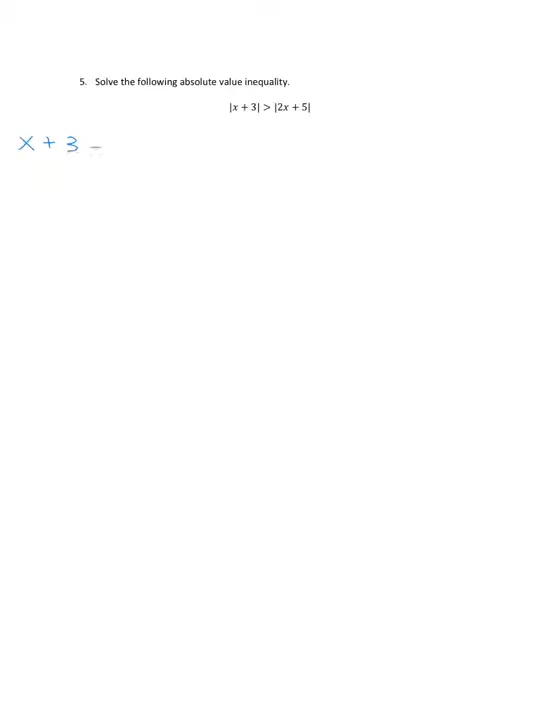 5. Solve the following absolute value inequality.
|x + 3| > |2x + 5|
x + 3 =